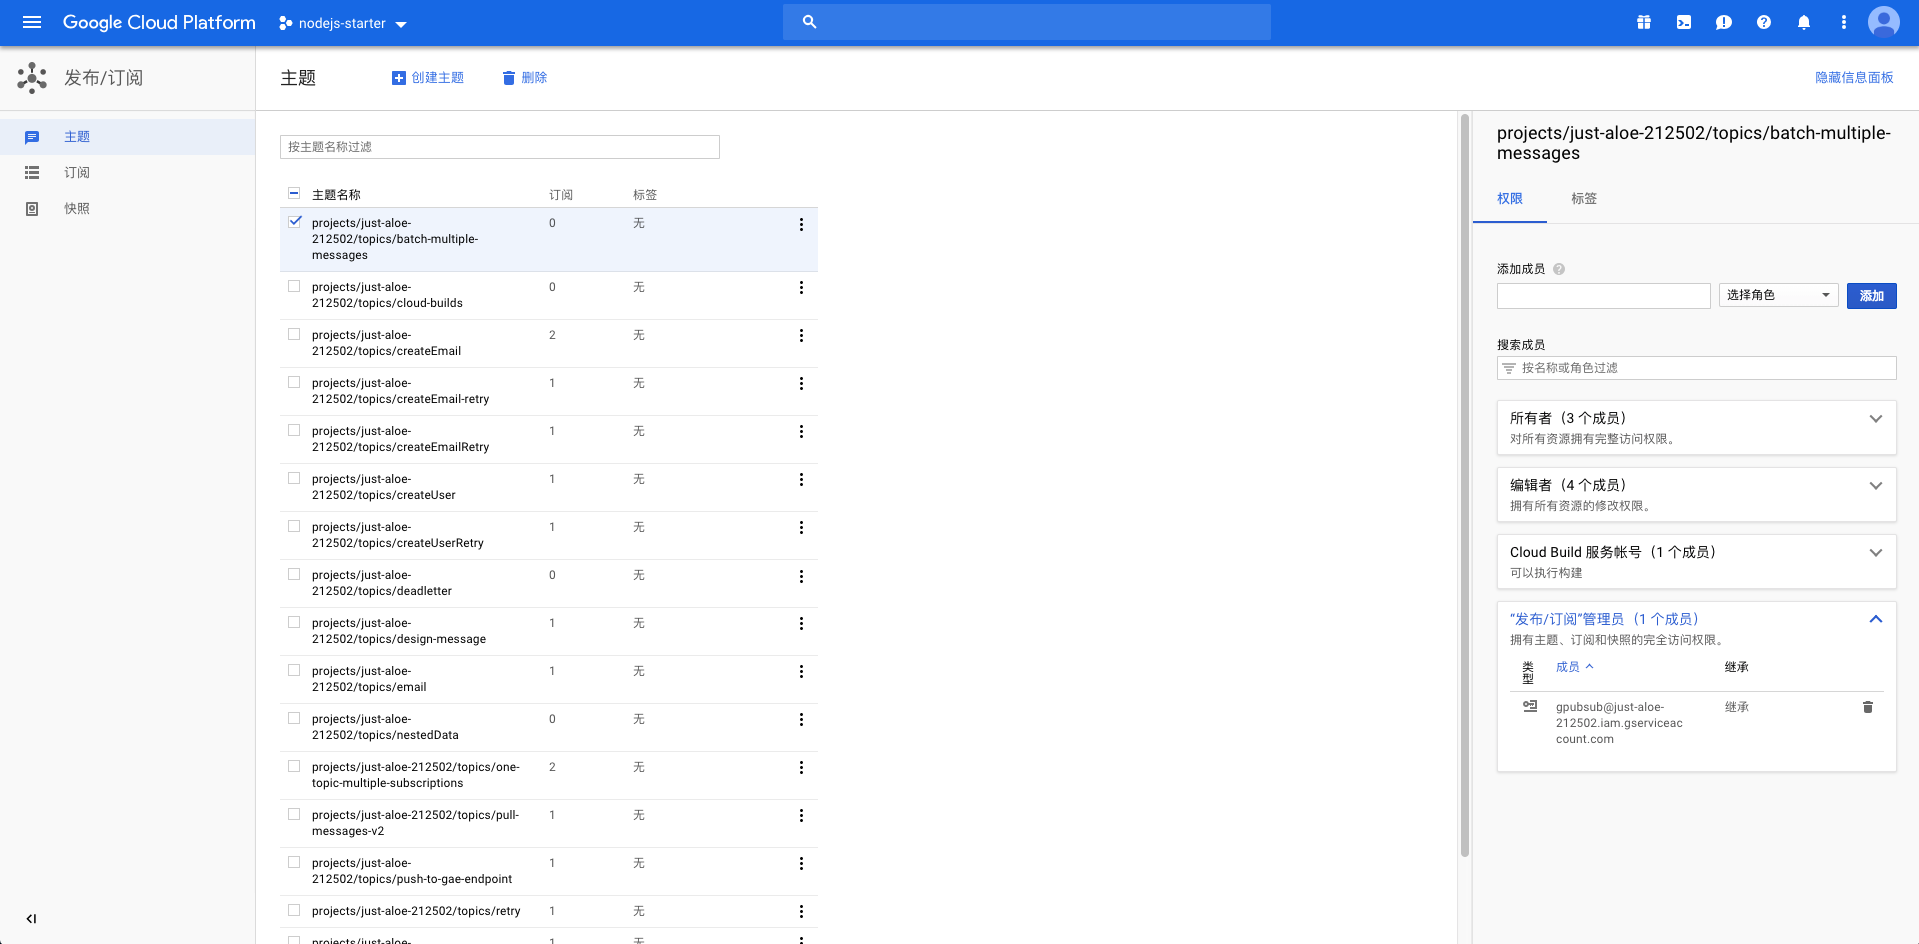 Google Cloud Platform
nodejs-starter
发布/订阅
主题
创建主题
删除
隐藏信息面板
主题
订阅
快照
按主题名称过滤
主题名称 订阅 标签
projects/just-aloe- 0 无
212502/topics/batch-multiple-
messages
projects/just-aloe- 0 无
212502/topics/cloud-builds
projects/just-aloe- 2 无
212502/topics/createEmail
projects/just-aloe- 1 无
212502/topics/createEmail-retry
projects/just-aloe- 1 无
212502/topics/createEmailRetry
projects/just-aloe- 1 无
212502/topics/createUser
projects/just-aloe- 1 无
212502/topics/createUserRetry
projects/just-aloe- 0 无
212502/topics/deadletter
projects/just-aloe- 1 无
212502/topics/design-message
projects/just-aloe- 1 无
212502/topics/email
projects/just-aloe- 0 无
212502/topics/nestedData
projects/just-aloe-212502/topics/one- 2 无
topic-multiple-subscriptions
projects/just-aloe-212502/topics/pull- 1 无
messages-v2
projects/just-aloe- 1 无
212502/topics/push-to-gae-endpoint
projects/just-aloe-212502/topics/retry 1 无
projects/just-aloe- 1 无
projects/just-aloe-212502/topics/batch-multiple-
messages
权限 标签
添加成员
选择角色
添加
搜索成员
按名称或角色过滤
所有者（3 个成员）
对所有资源拥有完整访问权限。
编辑者（4 个成员）
拥有所有资源的修改权限。
Cloud Build 服务帐号（1 个成员）
可以执行构建
“发布/订阅”管理员（1 个成员）
拥有主题、订阅和快照的完全访问权限。
类型 成员 继承
gpubsub@just-aloe- 继承
212502.iam.gserviceac
count.com